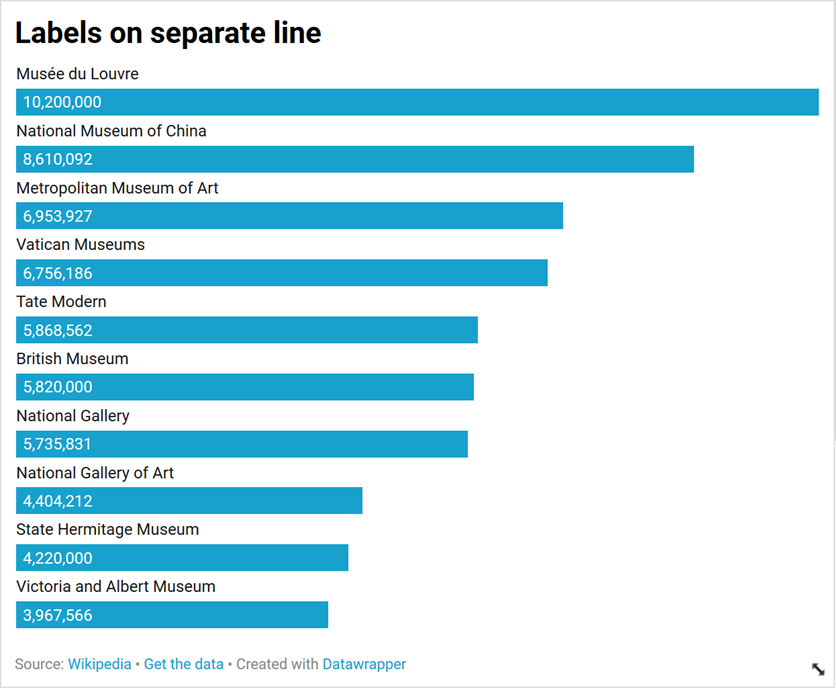 Labels on separate line
Musée du Louvre
10,200,000
National Museum of China
8,610,092
Metropolitan Museum of Art
6,953,927
Vatican Museums
6,756,186
Tate Modern
5,868,562
British Museum
5,820,000
National Gallery
5,735,831
National Gallery of Art
4,404,212
State Hermitage Museum
4,220,000
Victoria and Albert Museum
3,967,566
Source: Wikipedia • Get the data • Created with Datawrapper